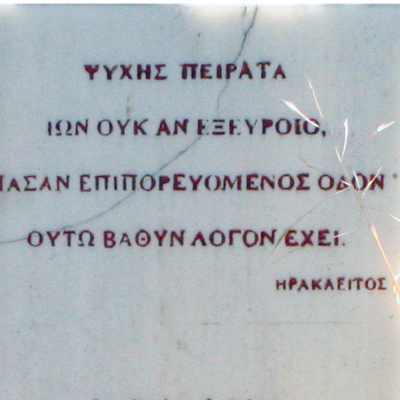 ΨΥΧΗΣ ΠΕΙΡΑΤΑ
ΙΩΝ ΟΥΚ ΑΝ ΕΞΕΥΡΟΙΟ,
ΠΑΣΑΝ ΕΠΙΠΟΡΕΥΟΜΕΝΟΣ ΟΔΟΝ
ΟΥΤΩ ΒΑΘΥΝ ΛΟΓΟΝ ΕΧΕΙ.
ΗΡΑΚΛΕΙΤΟΣ